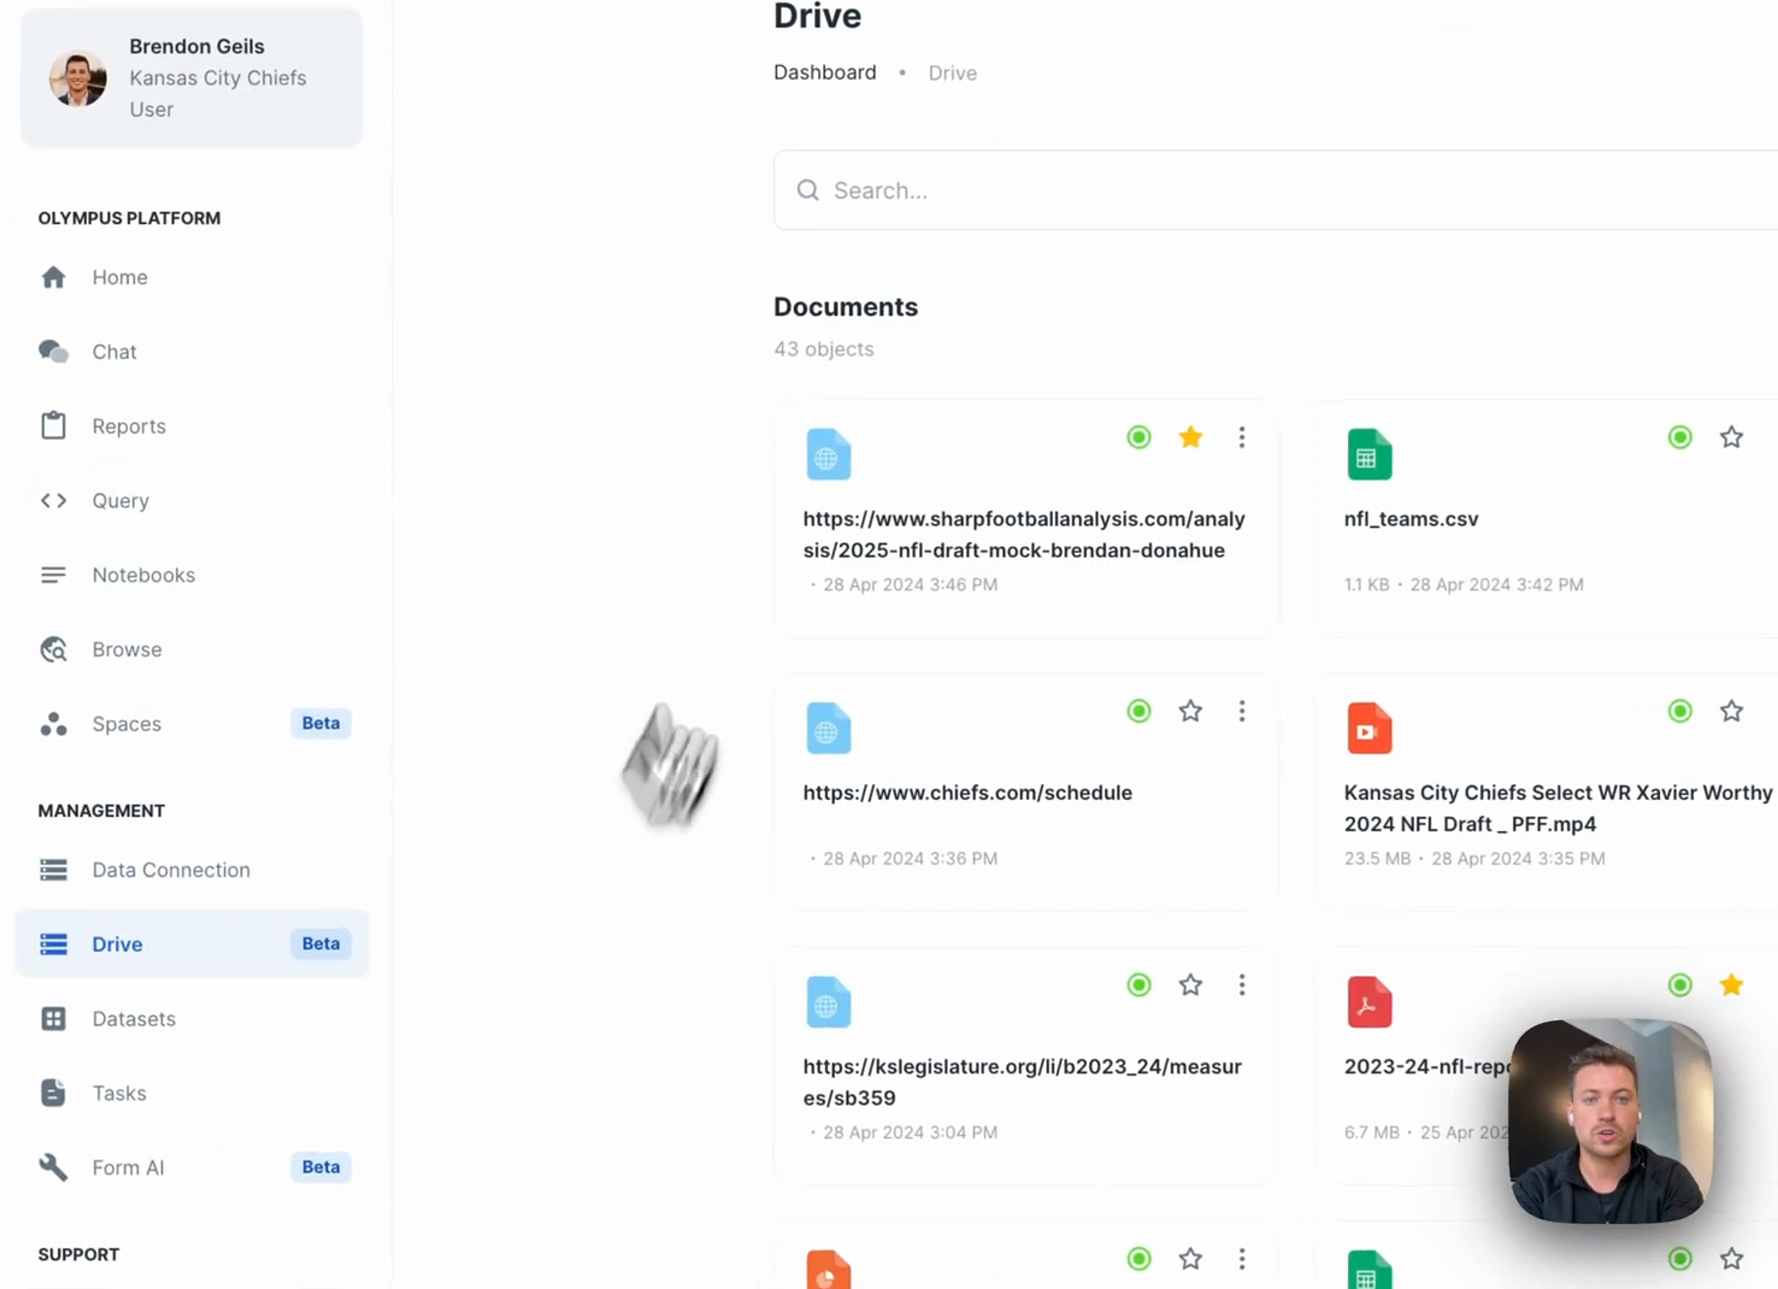 Brendon Geils
Kansas City Chiefs
User
OLYMPUS PLATFORM
Home
Chat
Reports
Query
Notebooks
Browse
Spaces Beta
MANAGEMENT
Data Connection
Drive Beta
Datasets
Tasks
Form AI Beta
SUPPORT
Drive
Dashboard • Drive
Search...
Documents
43 objects
https://www.sharpfootballanalysis.com/analy
sis/2025-nfl-draft-mock-brendan-donahue
• 28 Apr 2024 3:46 PM
nfl_teams.csv
1.1 KB • 28 Apr 2024 3:42 PM
https://www.chiefs.com/schedule
• 28 Apr 2024 3:36 PM
Kansas City Chiefs Select WR Xavier Worthy
2024 NFL Draft _ PFF.mp4
23.5 MB • 28 Apr 2024 3:35 PM
https://kslegislature.org/li/b2023_24/measur
es/sb359
• 28 Apr 2024 3:04 PM
2023-24-nfl-rep
6.7 MB • 25 Apr 202